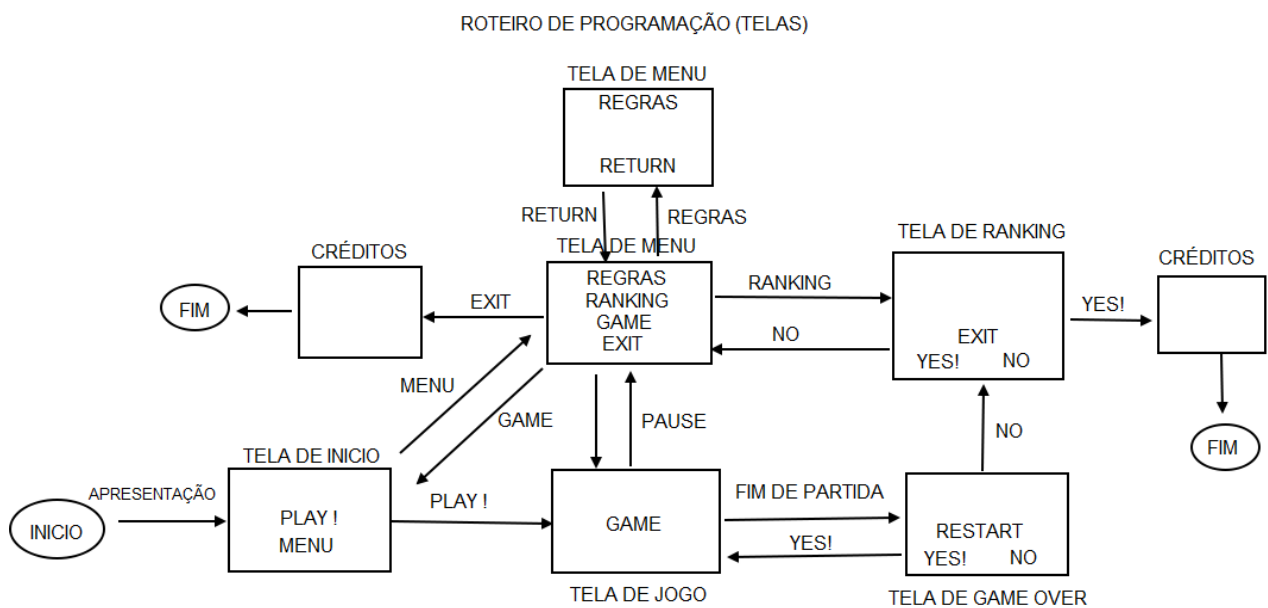 ROTEIRO DE PROGRAMAÇÃO (TELAS)
TELA DE MENU
REGRAS
RETURN
RETURN
REGRAS
TELA DE MENU
REGRAS
RANKING
GAME
EXIT
CRÉDITOS
EXIT
FIM
RANKING
NO
TELA DE RANKING
EXIT
YES! NO
YES!
CRÉDITOS
FIM
MENU
GAME
PAUSE
NO
TELA DE INICIO
APRESENTAÇÃO
INICIO
PLAY !
MENU
PLAY !
GAME
TELA DE JOGO
FIM DE PARTIDA
YES!
RESTART
YES! NO
TELA DE GAME OVER